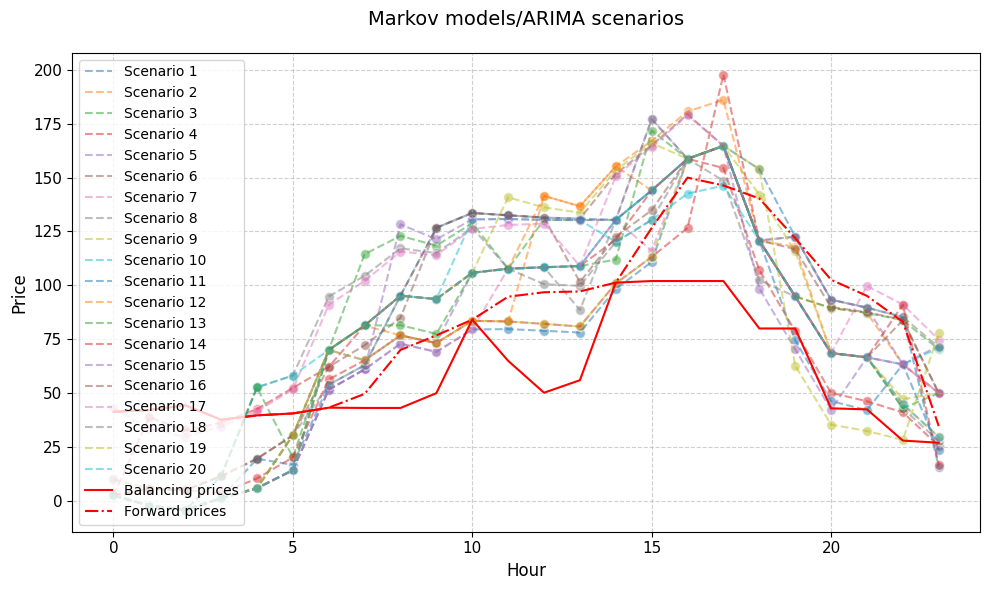 Markov models/ARIMA scenarios
200
175
150
125
100
75
50
25
0
Price
Scenario 1
Scenario 2
Scenario 3
Scenario 4
Scenario 5
Scenario 6
Scenario 7
Scenario 8
Scenario 9
Scenario 10
Scenario 11
Scenario 12
Scenario 13
Scenario 14
Scenario 15
Scenario 16
Scenario 17
Scenario 18
Scenario 19
Scenario 20
Balancing prices
Forward prices
0 5 10 15 20
Hour